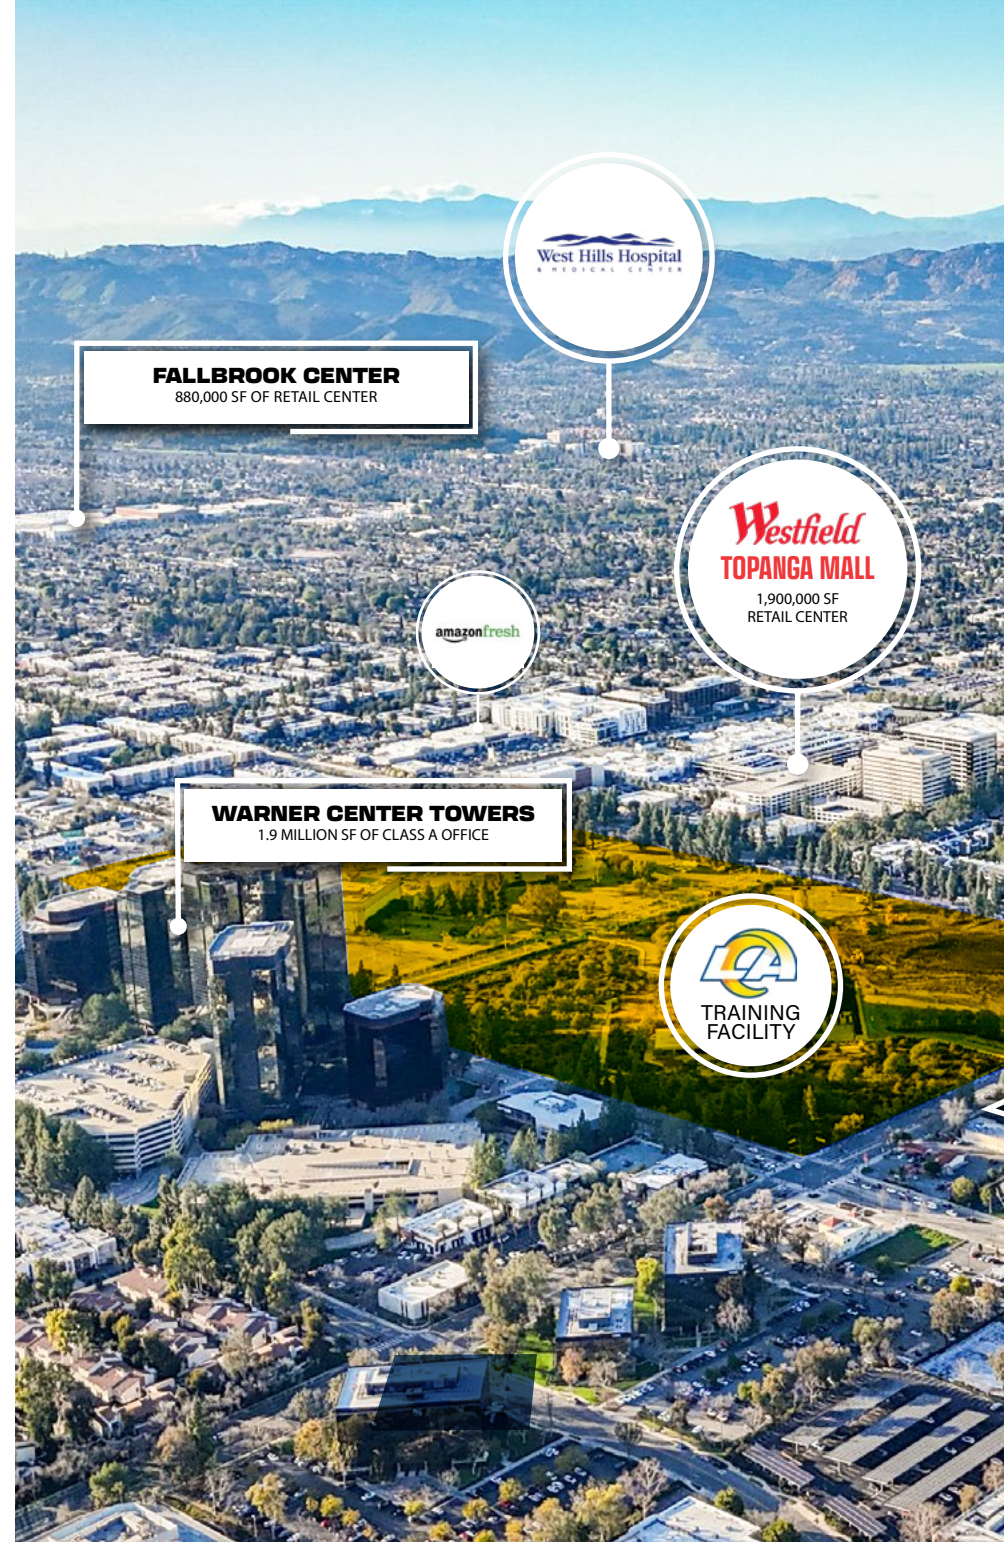 West Hills Hospital
& MEDICAL CENTER
FALLBROOK CENTER
880,000 SF OF RETAIL CENTER
Westfield
TOPANGA MALL
1,900,000 SF
RETAIL CENTER
amazonfresh
WARNER CENTER TOWERS
1.9 MILLION SF OF CLASS A OFFICE
LA
TRAINING
FACILITY